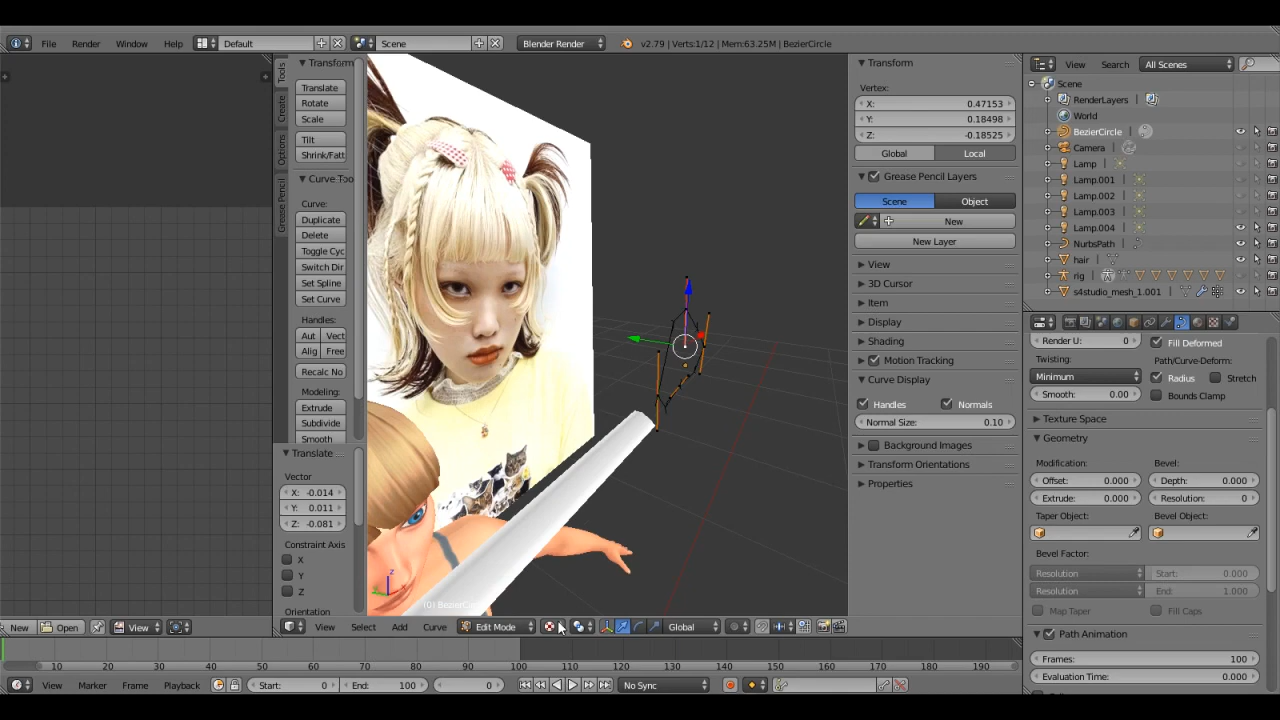 File Render Window Help Default Scene Blender Render v2.79 | Verts:1/12 | Mem:63.25M | BezierCircle
Tools
Create
Options
Grease Pencil
Transform
Translate
Rotate
Scale
Tilt
Shrink/Fatt
Curve Too
Curve:
Duplicate
Delete
Toggle Cyc
Switch Dir
Set Spline
Set Curve
Handles:
Aut Vect
Alig Free
Recalc No
Modeling:
Extrude
Subdivide
Smooth
Translate
Vector
X: -0.014
Y: 0.011
Z: -0.081
Constraint Axis
X
Y
Z
Orientation
Transform
Vertex:
X: 0.47153
Y: 0.18498
Z: -0.18525
Global Local
Grease Pencil Layers
Scene Object
New
New Layer
View
3D Cursor
Item
Display
Shading
Motion Tracking
Curve Display
Handles Normals
Normal Size: 0.10
Background Images
Transform Orientations
Properties
View Search All Scenes
Scene
RenderLayers
World
BezierCircle
Camera
Lamp
Lamp.001
Lamp.002
Lamp.003
Lamp.004
NurbsPath
hair
rig
s4studio_mesh_1.001
Render U: 0 Fill Deformed
Twisting: Path/Curve-Deform:
Minimum Radius Stretch
Smooth: 0.00 Bounds Clamp
Texture Space
Geometry
Modification: Bevel:
Offset: 0.000 Depth: 0.000
Extrude: 0.000 Resolution: 0
Taper Object: Bevel Object:
Bevel Factor:
Resolution Start: 0.000
Resolution End: 1.000
Map Taper Fill Caps
Path Animation
Frames: 100
Evaluation Time: 0.000
New Open View
View Select Add Curve Edit Mode Global
10 20 30 40 50 60 70 80 90 100 110 120 130 140 150 160 170 180 190
View Marker Frame Playback Start: 0 End: 100 0 No Sync